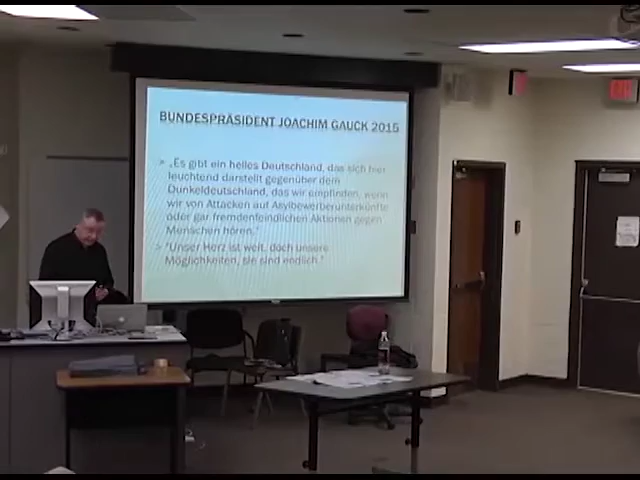 BUNDESPRÄSIDENT JOACHIM GAUCK 2015
➢ „Es gibt ein helles Deutschland, das sich hier
leuchtend darstellt gegenüber dem
Dunkeldeutschland, das wir empfinden, wenn
wir von Attacken auf Asylbewerberunterkünfte
oder gar fremdenfeindlichen Aktionen gegen
Menschen hören."
➢ "Unser Herz ist weit, doch unsere
Möglichkeiten, sie sind endlich."